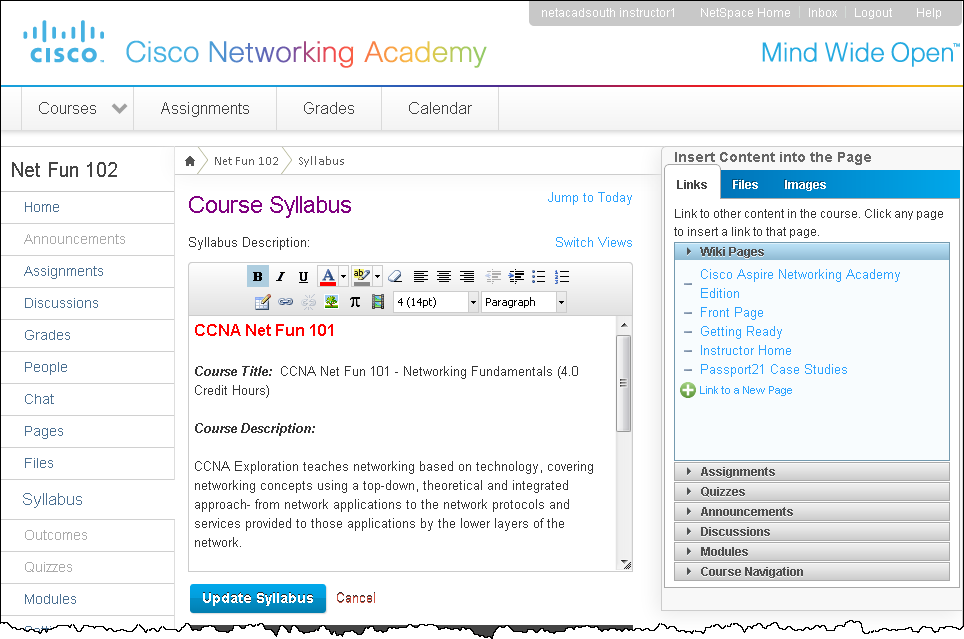 netacadsouth instructor1 NetSpace Home Inbox Logout Help
CISCO. Cisco Networking Academy
Mind Wide Open™
Courses Assignments Grades Calendar
Net Fun 102
Home
Announcements
Assignments
Discussions
Grades
People
Chat
Pages
Files
Syllabus
Outcomes
Quizzes
Modules
Net Fun 102 Syllabus
Course Syllabus
Jump to Today
Syllabus Description:
Switch Views
B I U A ab
π 4 (14pt) Paragraph
CCNA Net Fun 101
Course Title: CCNA Net Fun 101 - Networking Fundamentals (4.0
Credit Hours)
Course Description:
CCNA Exploration teaches networking based on technology, covering
networking concepts using a top-down, theoretical and integrated
approach- from network applications to the network protocols and
services provided to those applications by the lower layers of the
network.
Update Syllabus Cancel
Insert Content into the Page
Links Files Images
Link to other content in the course. Click any page
to insert a link to that page.
Wiki Pages
Cisco Aspire Networking Academy
Edition
Front Page
Getting Ready
Instructor Home
Passport21 Case Studies
Link to a New Page
Assignments
Quizzes
Announcements
Discussions
Modules
Course Navigation